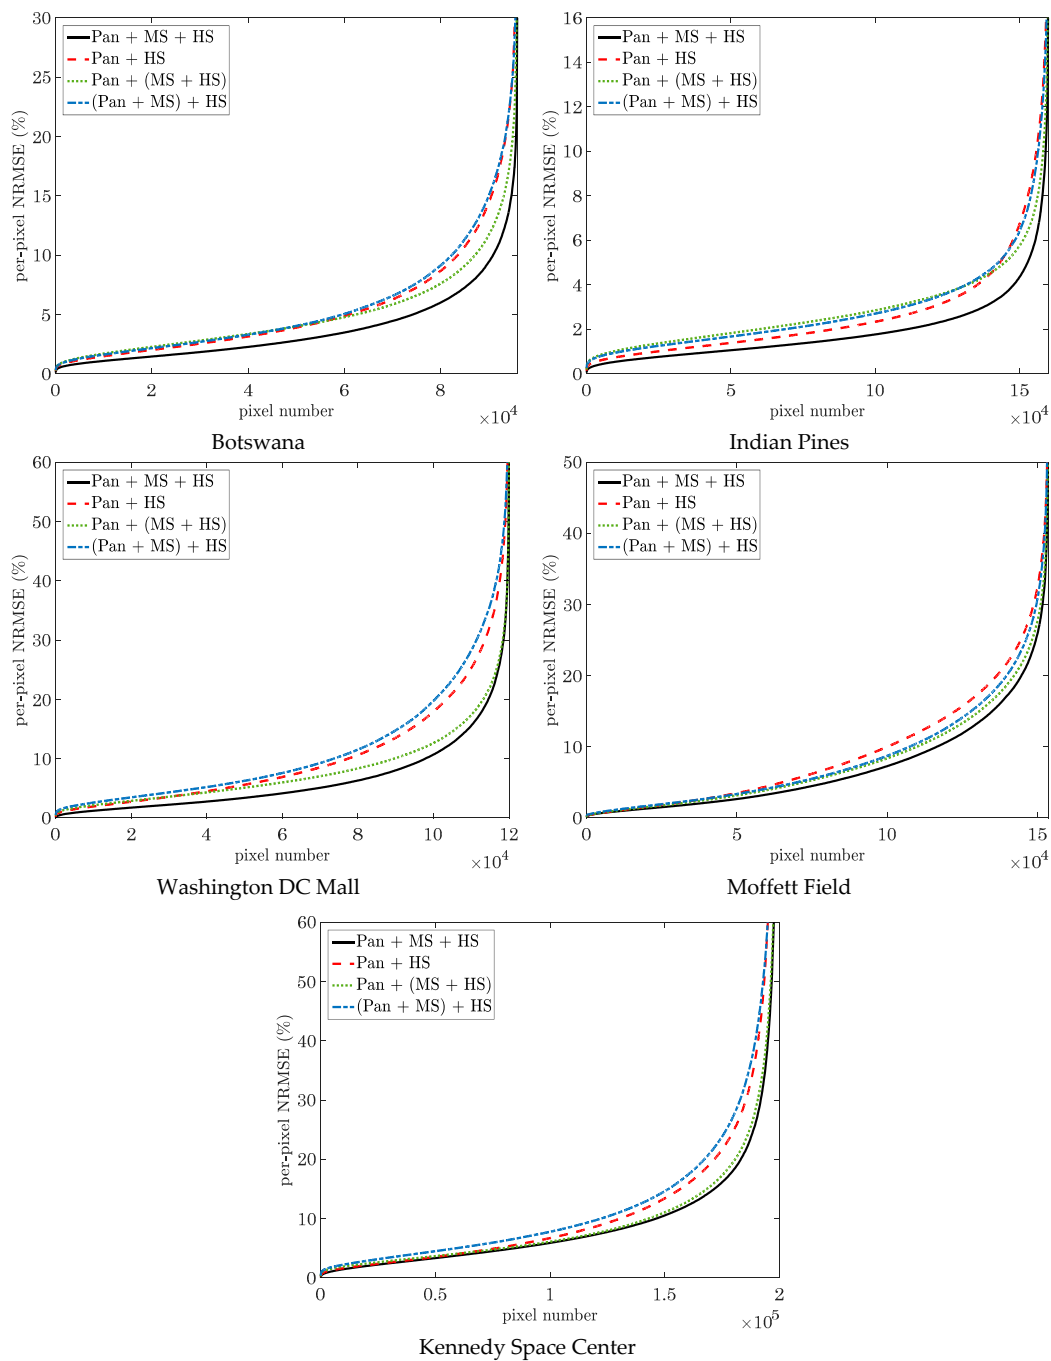 30
25
20
15
10
5
0
per-pixel NRMSE (%)
Pan + MS + HS
Pan + HS
Pan + (MS + HS)
(Pan + MS) + HS
0 2 4 6 8
pixel number
×10^4
Botswana
16
14
12
10
8
6
4
2
0
per-pixel NRMSE (%)
Pan + MS + HS
Pan + HS
Pan + (MS + HS)
(Pan + MS) + HS
0 5 10 15
pixel number
×10^4
Indian Pines
60
50
40
30
20
10
0
per-pixel NRMSE (%)
Pan + MS + HS
Pan + HS
Pan + (MS + HS)
(Pan + MS) + HS
0 2 4 6 8 10 12
pixel number
×10^4
Washington DC Mall
50
40
30
20
10
0
per-pixel NRMSE (%)
Pan + MS + HS
Pan + HS
Pan + (MS + HS)
(Pan + MS) + HS
0 5 10 15
pixel number
×10^4
Moffett Field
60
50
40
30
20
10
0
per-pixel NRMSE (%)
Pan + MS + HS
Pan + HS
Pan + (MS + HS)
(Pan + MS) + HS
0 0.5 1 1.5 2
pixel number
×10^5
Kennedy Space Center